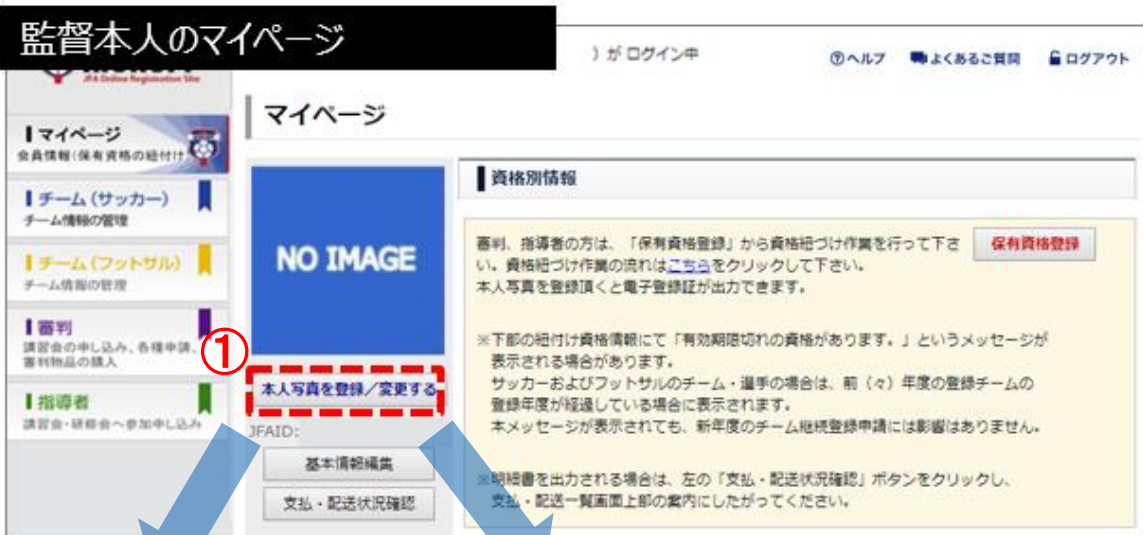 監督本人のマイページ
）が ログイン中
ヘルプ
よくあるご質問
ログアウト
JFA Online Registration Site
マイページ
会員情報(保有資格の紐付け
チーム（サッカー）
チーム情報の管理
チーム（フットサル）
チーム情報の管理
審判
講習会の申し込み、各種申請、
審判物品の購入
指導者
講習会・研修会へ参加申し込み
マイページ
NO IMAGE
①
本人写真を登録／変更する
JFAID:
基本情報編集
支払・配送状況確認
資格別情報
審判、指導者の方は、「保有資格登録」から資格紐づけ作業を行って下さ
い。資格紐づけ作業の流れはこちらをクリックして下さい。
本人写真を登録頂くと電子登録証が出力できます。
保有資格登録
※下部の紐付け資格情報にて「有効期限切れの資格があります。」というメッセージが
表示される場合があります。
サッカーおよびフットサルのチーム・選手の場合は、前（々）年度の登録チームの
登録年度が経過している場合に表示されます。
本メッセージが表示されても、新年度のチーム継続登録申請には影響はありません。
※明細書を出力される場合は、左の「支払・配送状況確認」ボタンをクリックし、
支払・配送一覧画面上部の案内にしたがってください。